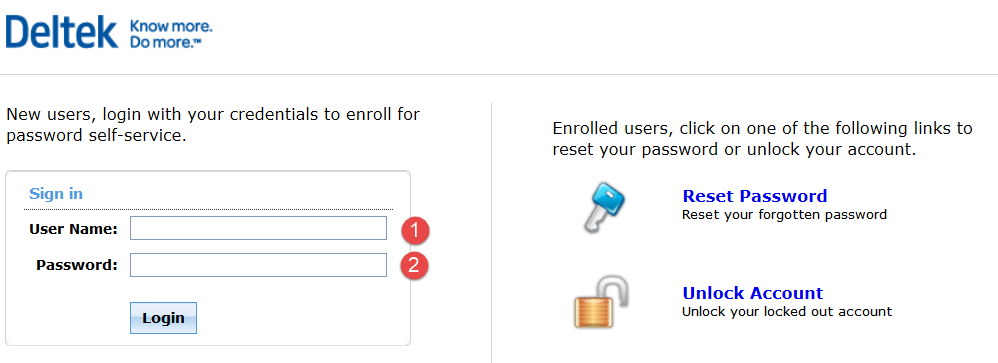 Deltek Know more.
Do more.™
New users, login with your credentials to enroll for
password self-service.
Sign in
User Name: 1
Password: 2
Login
Enrolled users, click on one of the following links to
reset your password or unlock your account.
Reset Password
Reset your forgotten password
Unlock Account
Unlock your locked out account